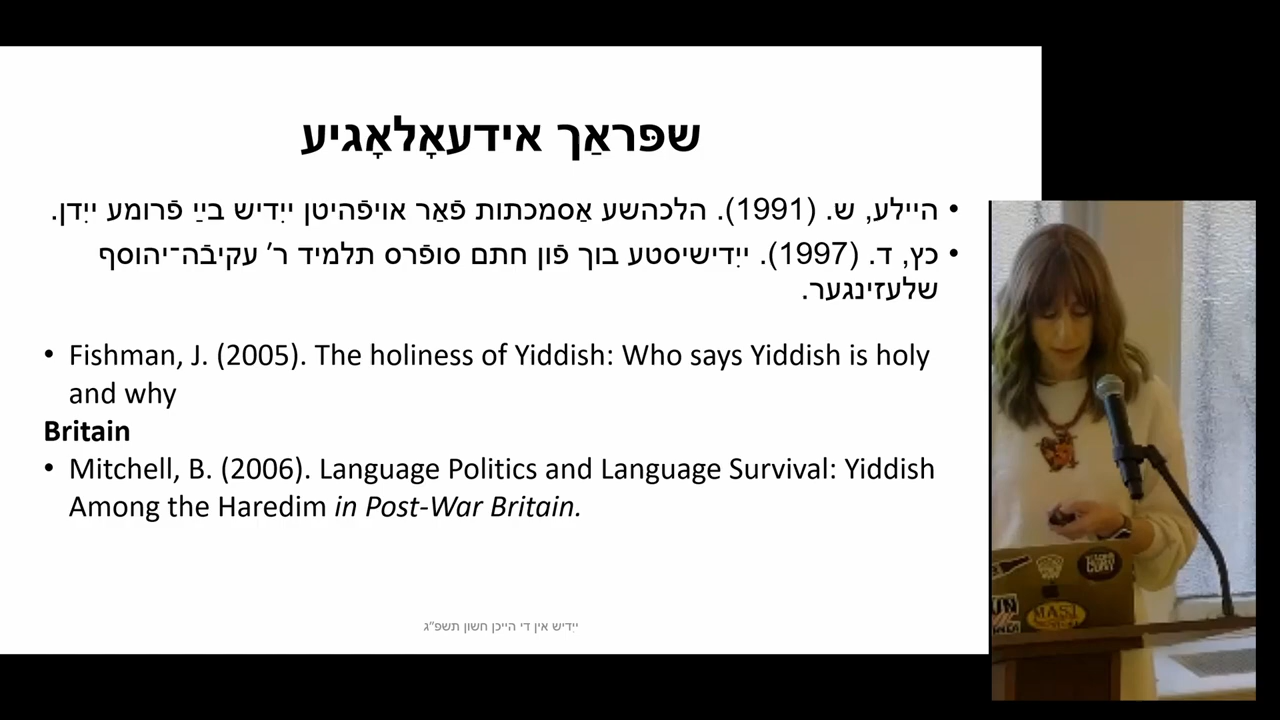 שפּראַך אידעאָלאָגיע
• היילע, ש. (1991). הלכהשע אַסמכתות פֿאַר אויפֿהיטן ייִדיש בײַ פֿרומע ייִדן.
• כץ, ד. (1997). ייִדישיסטע בוך פֿון חתם סופֿרס תלמיד ר׳ עקיבֿה־יהוסף
שלעזינגער.
• Fishman, J. (2005). The holiness of Yiddish: Who says Yiddish is holy
and why
Britain
• Mitchell, B. (2006). Language Politics and Language Survival: Yiddish
Among the Haredim in Post-War Britain.
ייִדיש אין די הייכן חשון תשפ״ג